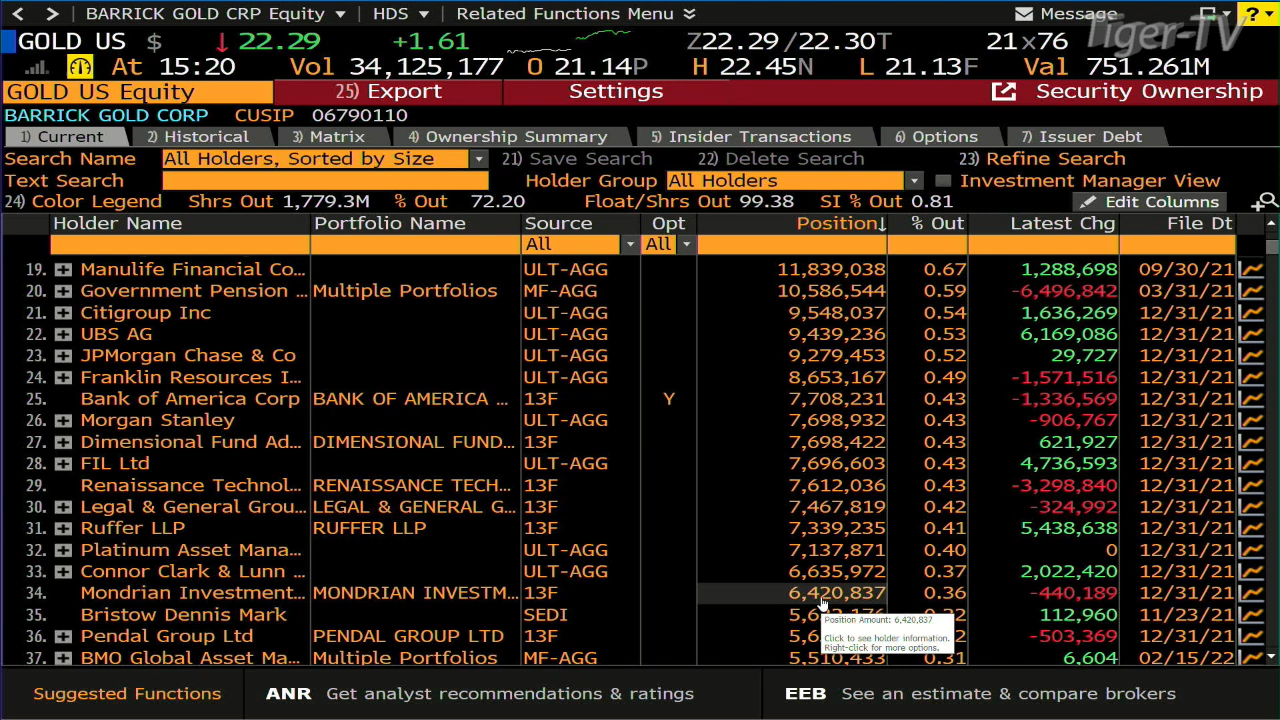 BARRICK GOLD CRP Equity HDS Related Functions Menu Message ?
Tiger-TV
GOLD US $ ↓22.29 +1.61 Z22.29/22.30T 21x76
At 15:20 Vol 34,125,177 O 21.14P H 22.45N L 21.13F Val 751.261M
GOLD US Equity 25) Export Settings Security Ownership
BARRICK GOLD CORP CUSIP 06790110
1) Current 2) Historical 3) Matrix 4) Ownership Summary 5) Insider Transactions 6) Options 7) Issuer Debt
Search Name All Holders, Sorted by Size 21) Save Search 22) Delete Search 23) Refine Search
Text Search Holder Group All Holders Investment Manager View
24) Color Legend Shrs Out 1,779.3M % Out 72.20 Float/Shrs Out 99.38 SI % Out 0.81 Edit Columns
Holder Name Portfolio Name Source Opt Position↓ % Out Latest Chg File Dt
All All
19. Manulife Financial Co... ULT-AGG 11,839,038 0.67 1,288,698 09/30/21
20. Government Pension ... Multiple Portfolios MF-AGG 10,586,544 0.59 -6,496,842 03/31/21
21. Citigroup Inc ULT-AGG 9,548,037 0.54 1,636,269 12/31/21
22. UBS AG ULT-AGG 9,439,236 0.53 6,169,086 12/31/21
23. JPMorgan Chase & Co ULT-AGG 9,279,453 0.52 29,727 12/31/21
24. Franklin Resources I... ULT-AGG 8,653,167 0.49 -1,571,516 12/31/21
25. Bank of America Corp BANK OF AMERICA ... 13F Y 7,708,231 0.43 -1,336,569 12/31/21
26. Morgan Stanley ULT-AGG 7,698,932 0.43 -906,767 12/31/21
27. Dimensional Fund Ad... DIMENSIONAL FUND... 13F 7,698,422 0.43 621,927 12/31/21
28. FIL Ltd ULT-AGG 7,696,603 0.43 4,736,593 12/31/21
29. Renaissance Technol... RENAISSANCE TECH... 13F 7,612,036 0.43 -3,298,840 12/31/21
30. Legal & General Grou... LEGAL & GENERAL G... 13F 7,467,819 0.42 -324,992 12/31/21
31. Ruffer LLP RUFFER LLP 13F 7,339,235 0.41 5,438,638 12/31/21
32. Platinum Asset Mana... ULT-AGG 7,137,871 0.40 0 12/31/21
33. Connor Clark & Lunn ... ULT-AGG 6,635,972 0.37 2,022,420 12/31/21
34. Mondrian Investment... MONDRIAN INVESTM... 13F 6,420,837 0.36 -440,189 12/31/21
35. Bristow Dennis Mark SEDI 112,960 11/23/21
Position Amount: 6,420,837
Click to see holder information.
Right-click for more options.
36. Pendal Group Ltd PENDAL GROUP LTD 13F -503,369 12/31/21
37. BMO Global Asset Ma... Multiple Portfolios MF-AGG 5,510,433 0.31 6,604 02/15/22
Suggested Functions ANR Get analyst recommendations & ratings EEB See an estimate & compare brokers